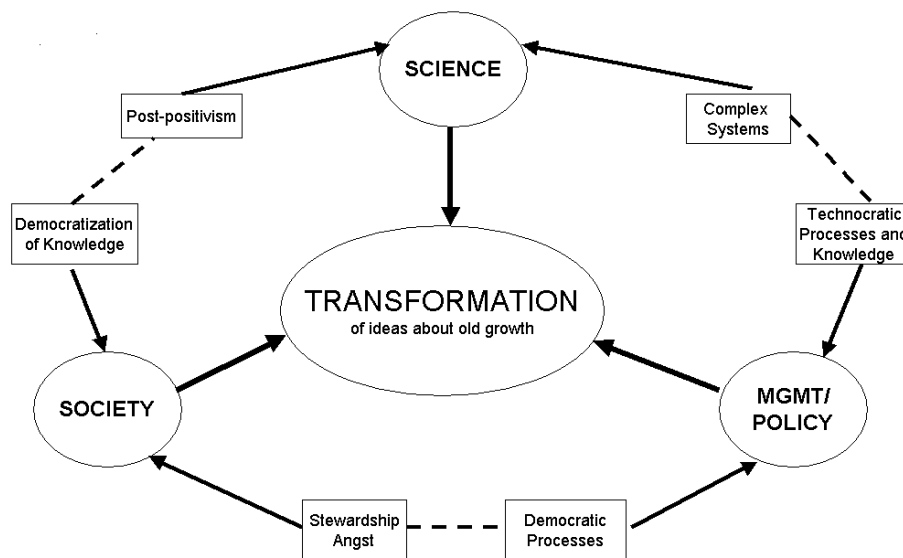 SCIENCE
Post-positivism
Complex
Systems
Democratization
of Knowledge
Technocratic
Processes and
Knowledge
TRANSFORMATION
of ideas about old growth
SOCIETY
MGMT/
POLICY
Stewardship
Angst
Democratic
Processes